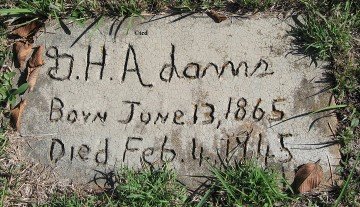 G.H.Adams
Born June 13, 1865
Died Feb. 4, 1945